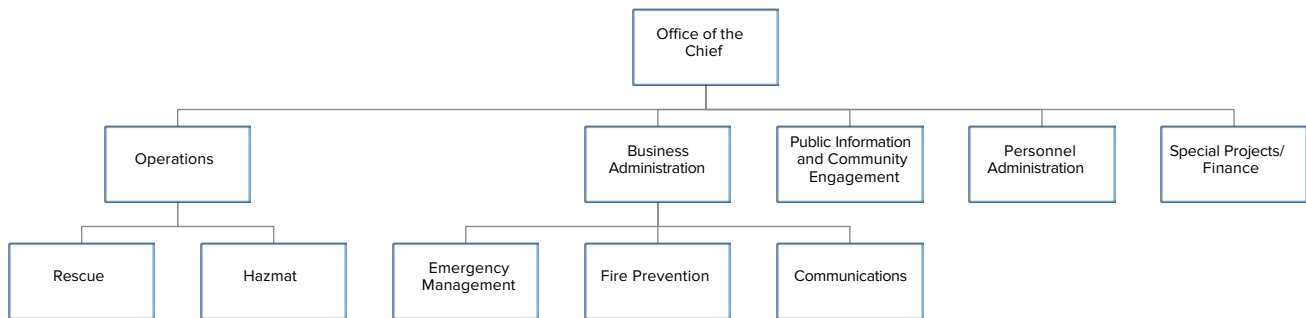 Office of the
Chief
Operations
Business
Administration
Public Information
and Community
Engagement
Personnel
Administration
Special Projects/
Finance
Rescue
Hazmat
Emergency
Management
Fire Prevention
Communications